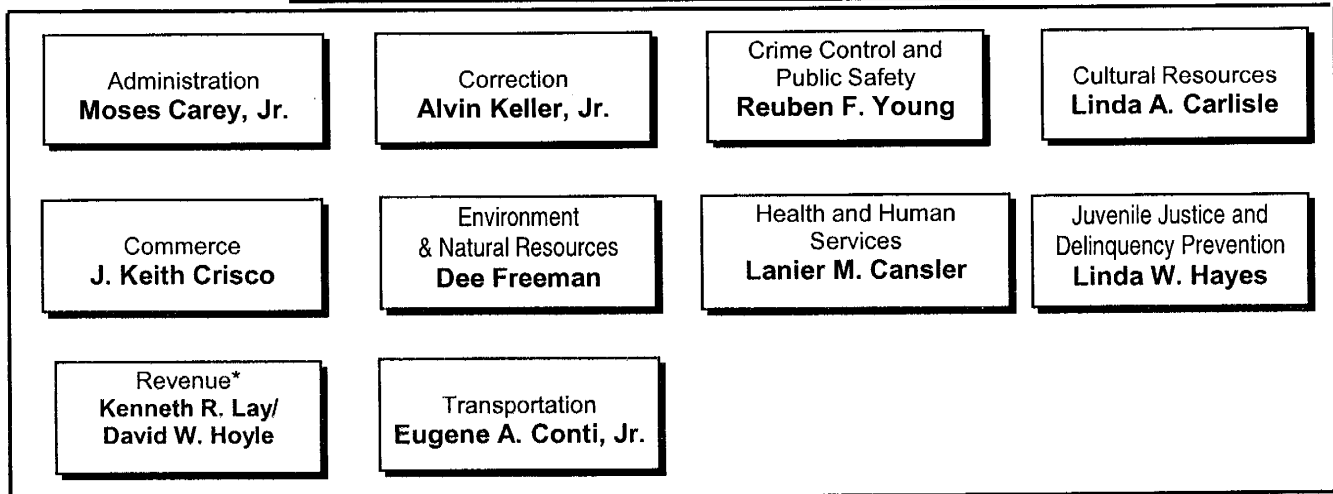 Administration
Moses Carey, Jr.
Correction
Alvin Keller, Jr.
Crime Control and
Public Safety
Reuben F. Young
Cultural Resources
Linda A. Carlisle
Commerce
J. Keith Crisco
Environment
& Natural Resources
Dee Freeman
Health and Human
Services
Lanier M. Cansler
Juvenile Justice and
Delinquency Prevention
Linda W. Hayes
Revenue*
Kenneth R. Lay/
David W. Hoyle
Transportation
Eugene A. Conti, Jr.